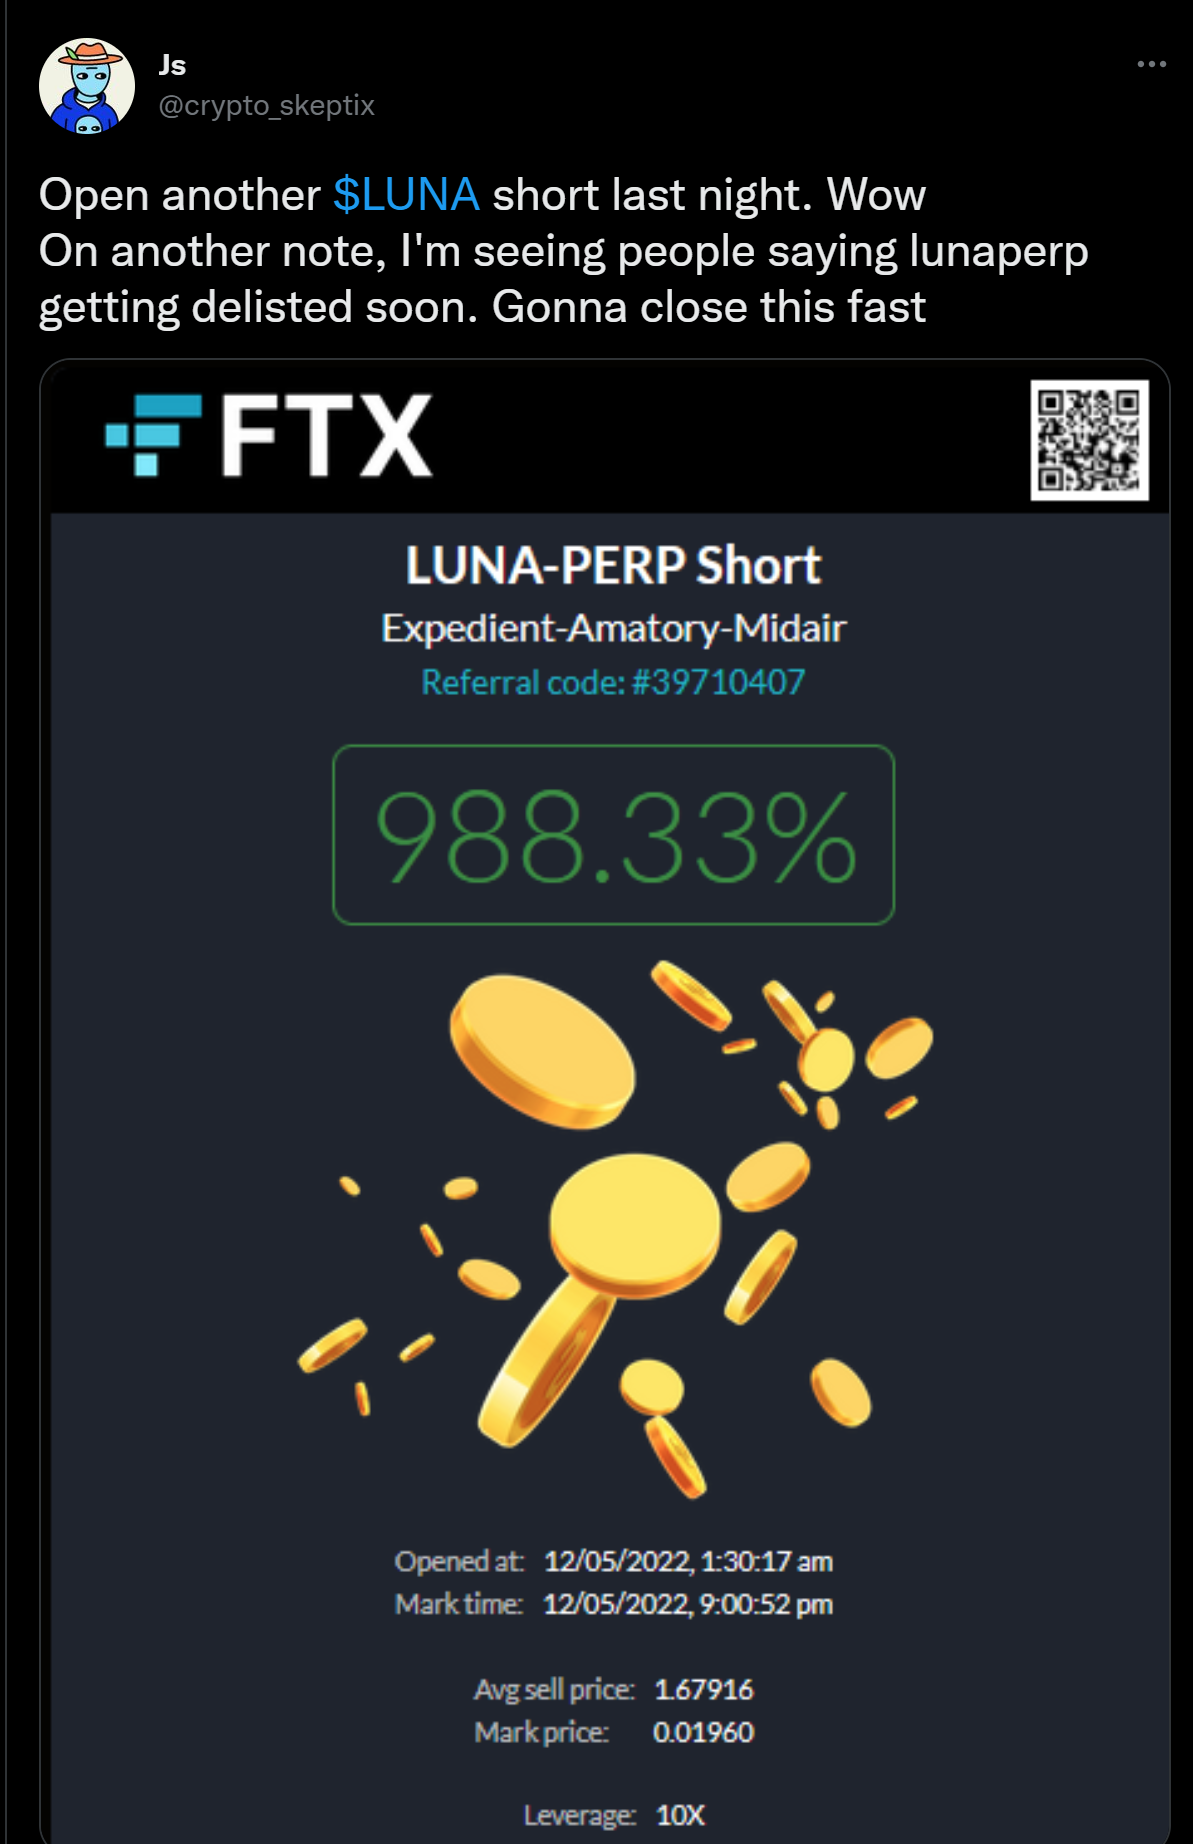 Js
@crypto_skeptix
Open another $LUNA short last night. Wow
On another note, I'm seeing people saying lunaperp
getting delisted soon. Gonna close this fast
FTX
LUNA-PERP Short
Expedient-Amatory-Midair
Referral code: #39710407
988.33%
Opened at: 12/05/2022, 1:30:17 am
Mark time: 12/05/2022, 9:00:52 pm
Avg sell price: 1.67916
Mark price: 0.01960
Leverage: 10X